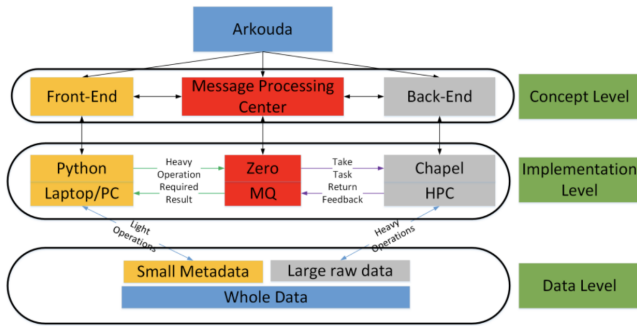 Arkouda
Front-End
Message Processing
Center
Back-End
Concept Level
Python
Laptop/PC
Heavy
Operation
Required
Result
Zero
MQ
Take
Task
Return
Feedback
Chapel
HPC
Implementation
Level
Light
Operations
Heavy
Operations
Small Metadata
Large raw data
Whole Data
Data Level